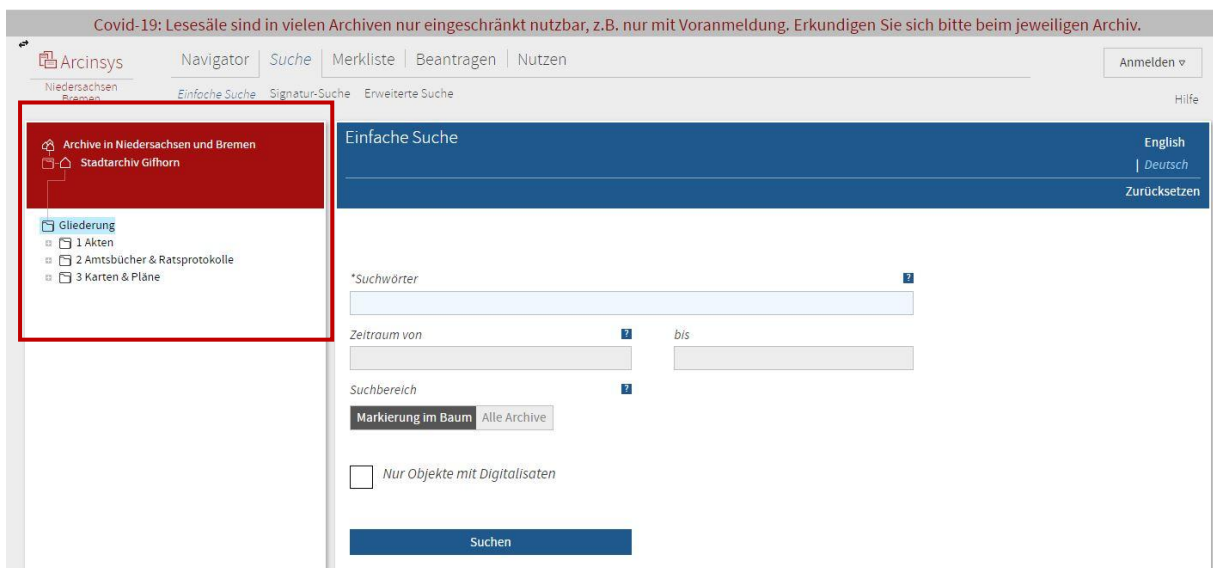 Covid-19: Lesesäle sind in vielen Archiven nur eingeschränkt nutzbar, z.B. nur mit Voranmeldung. Erkundigen Sie sich bitte beim jeweiligen Archiv.
Arcinsys
Niedersachsen
Bremen
Navigator Suche Merkliste Beantragen Nutzen
Anmelden
Einfache Suche Signatur-Suche Erweiterte Suche
Hilfe
Archive in Niedersachsen und Bremen
Stadtarchiv Gifhorn
Gliederung
1 Akten
2 Amtsbücher & Ratsprotokolle
3 Karten & Pläne
Einfache Suche
English
| Deutsch
Zurücksetzen
*Suchwörter ?
Zeitraum von ? bis
Suchbereich ?
Markierung im Baum Alle Archive
Nur Objekte mit Digitalisaten
Suchen